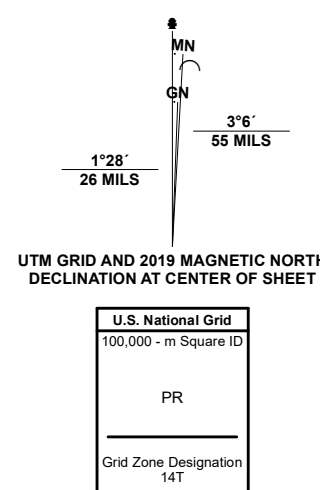 MN
GN
3°6´
55 MILS
1°28´
26 MILS
UTM GRID AND 2019 MAGNETIC NORTH
DECLINATION AT CENTER OF SHEET
U.S. National Grid
100,000 - m Square ID
PR
Grid Zone Designation
14T